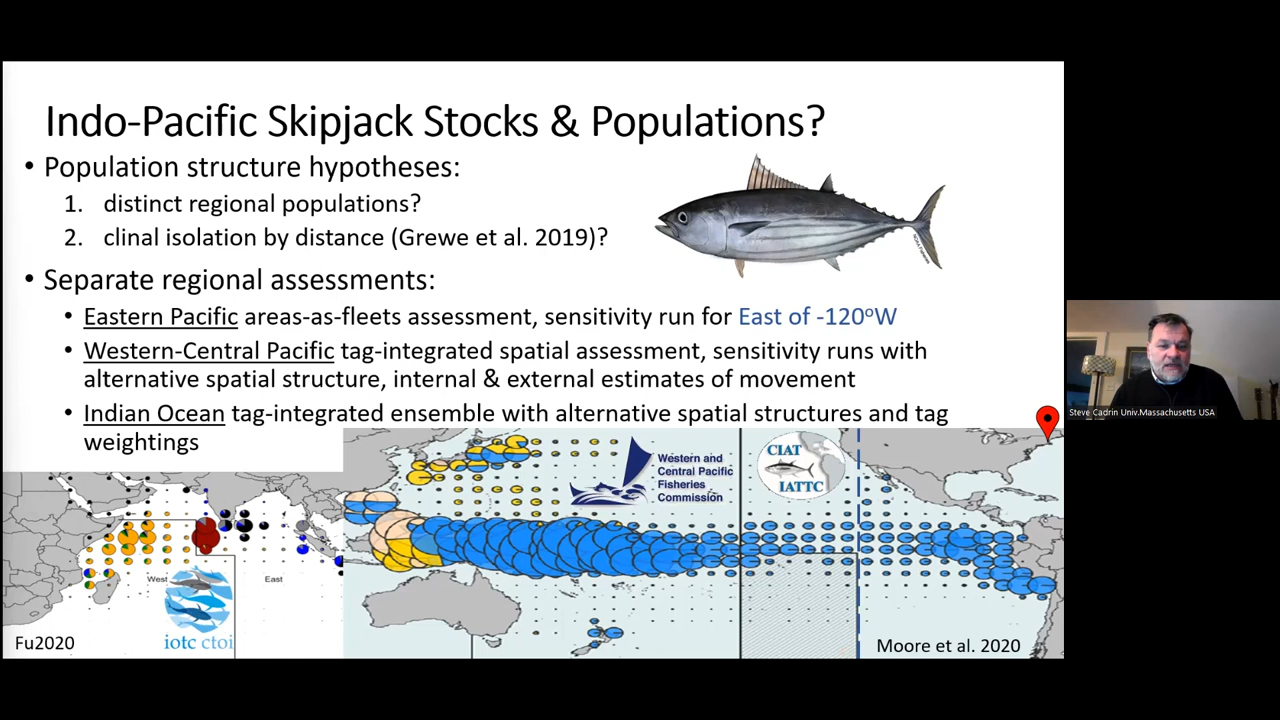 Indo-Pacific Skipjack Stocks & Populations?
• Population structure hypotheses:
1. distinct regional populations?
2. clinal isolation by distance (Grewe et al. 2019)?
• Separate regional assessments:
• Eastern Pacific areas-as-fleets assessment, sensitivity run for East of -120ºW
• Western-Central Pacific tag-integrated spatial assessment, sensitivity runs with
alternative spatial structure, internal & external estimates of movement
• Indian Ocean tag-integrated ensemble with alternative spatial structures and tag
weightings
Western and
Central Pacific
Fisheries
Commission
CIAT
IATTC
West
East
iotc ctoi
Fu2020
Moore et al. 2020
Steve Cadrin Univ.Massachusetts USA